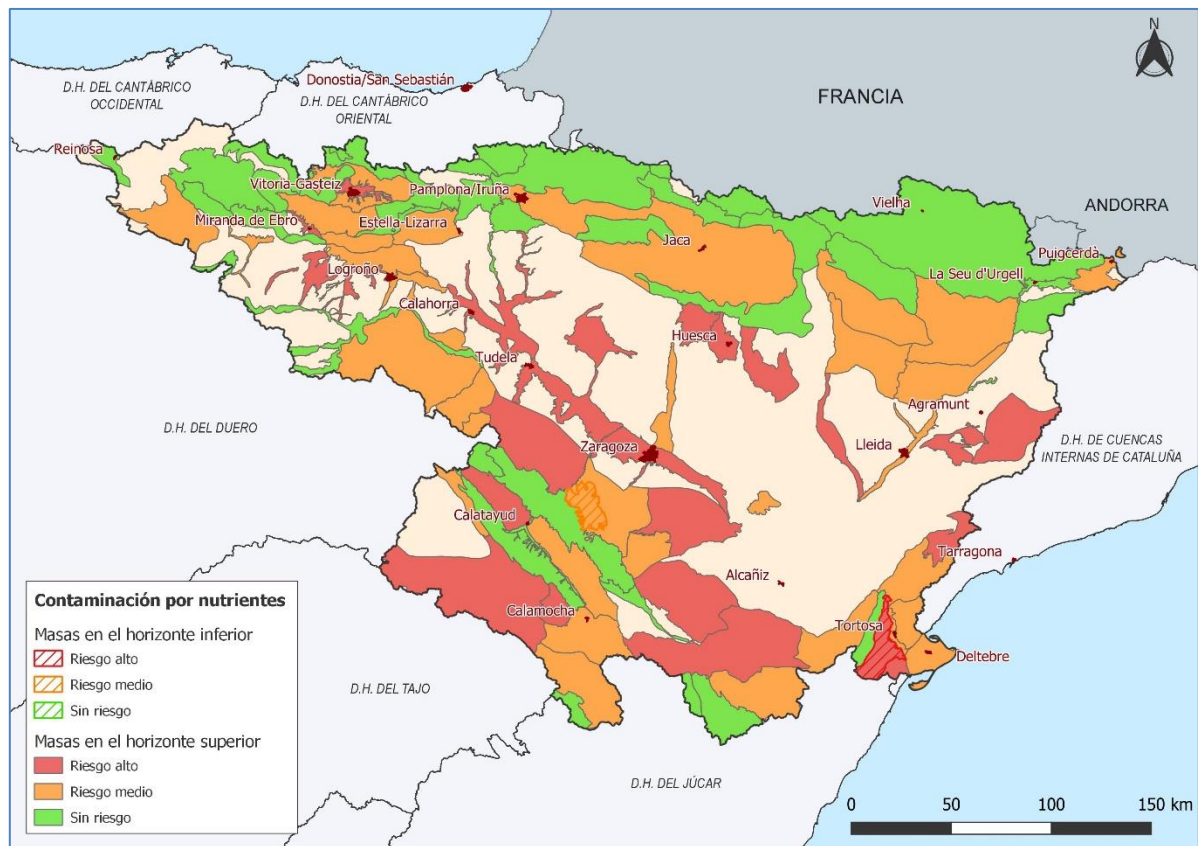 N
Donostia/San Sebastián
D.H. DEL CANTÁBRICO
OCCIDENTAL
D.H. DEL CANTÁBRICO
ORIENTAL
FRANCIA
Reinosa
Vitoria-Gasteiz
Pamplona/Iruña
Vielha
ANDORRA
Miranda de Ebro
Estella-Lizarra
Jaca
Puigcerdà
La Seu d'Urgell
Logroño
Calahorra
Huesca
Tudela
Agramunt
D.H. DEL DUERO
Zaragoza
Lleida
D.H. DE CUENCAS
INTERNAS DE CATALUÑA
Calatayud
Tarragona
Alcañiz
Calamocha
Tortosa
Deltebre
D.H. DEL TAJO
D.H. DEL JÚCAR
Contaminación por nutrientes
Masas en el horizonte inferior
Riesgo alto
Riesgo medio
Sin riesgo
Masas en el horizonte superior
Riesgo alto
Riesgo medio
Sin riesgo
0 50 100 150 km